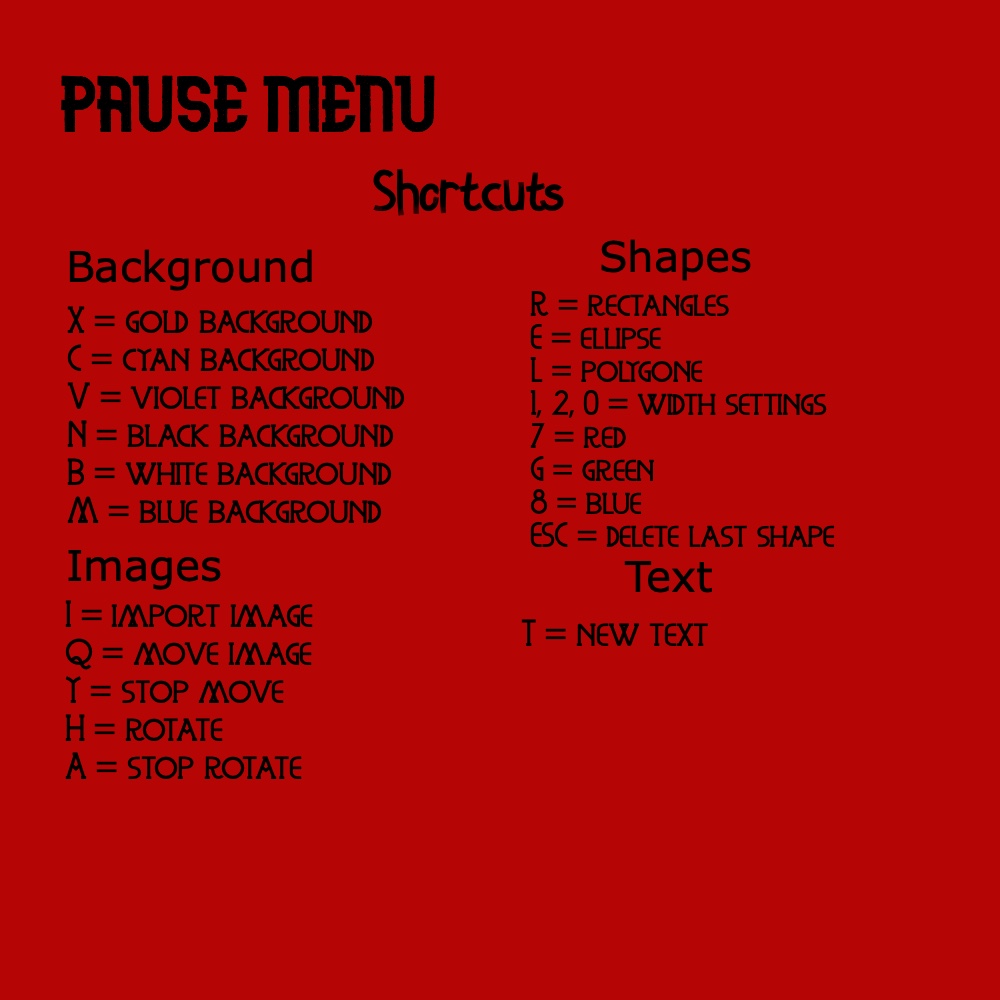 PAUSE MENU
Shortcuts
Background
X = GOLD BACKGROUND
C = CYAN BACKGROUND
V = VIOLET BACKGROUND
N = BLACK BACKGROUND
B = WHITE BACKGROUND
M = BLUE BACKGROUND
Images
I = IMPORT IMAGE
Q = MOVE IMAGE
Y = STOP MOVE
H = ROTATE
A = STOP ROTATE
Shapes
R = RECTANGLES
E = ELLIPSE
L = POLYGONE
1, 2, 0 = WIDTH SETTINGS
7 = RED
G = GREEN
8 = BLUE
ESC = DELETE LAST SHAPE
Text
T = NEW TEXT